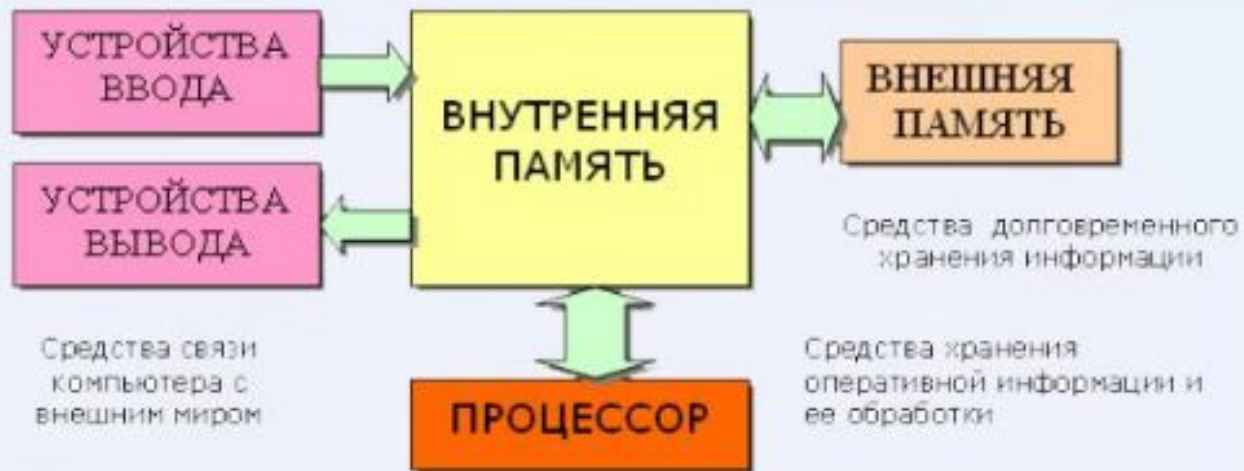 УСТРОЙСТВА
ВВОДА
УСТРОЙСТВА
ВЫВОДА
Средства связи
компьютера с
внешним миром
ВНУТРЕННЯЯ
ПАМЯТЬ
ПРОЦЕССОР
ВНЕШНЯЯ
ПАМЯТЬ
Средства долговременного
хранения информации
Средства хранения
оперативной информации и
ее обработки